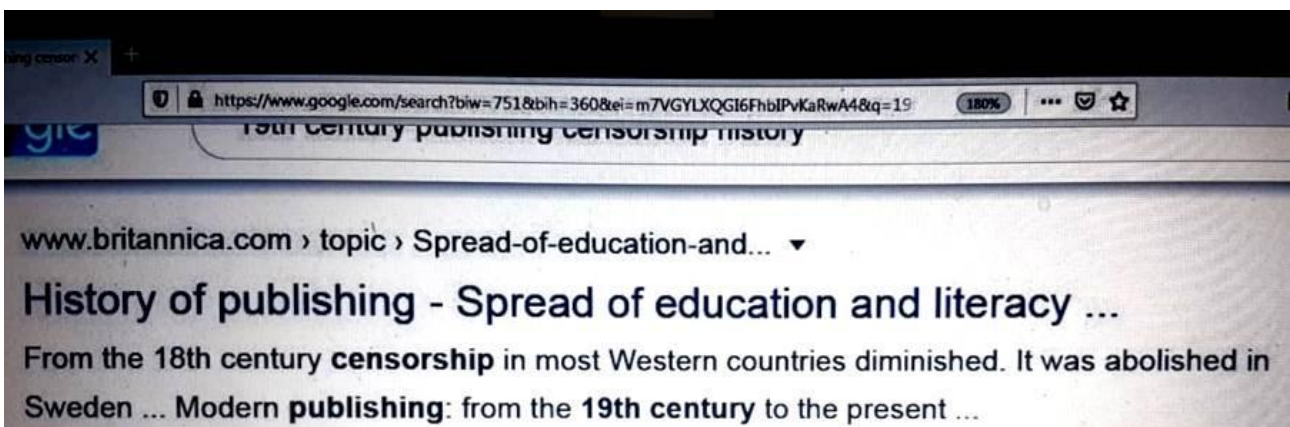 hing censor X +
https://www.google.com/search?biw=751&bih=360&ei=m7VGYLXQGI6FhbIPvKaRwA4&q=19 180%
gle 19th century publishing censorship history
www.britannica.com › topic › Spread-of-education-and...
History of publishing - Spread of education and literacy ...
From the 18th century censorship in most Western countries diminished. It was abolished in
Sweden ... Modern publishing: from the 19th century to the present ...